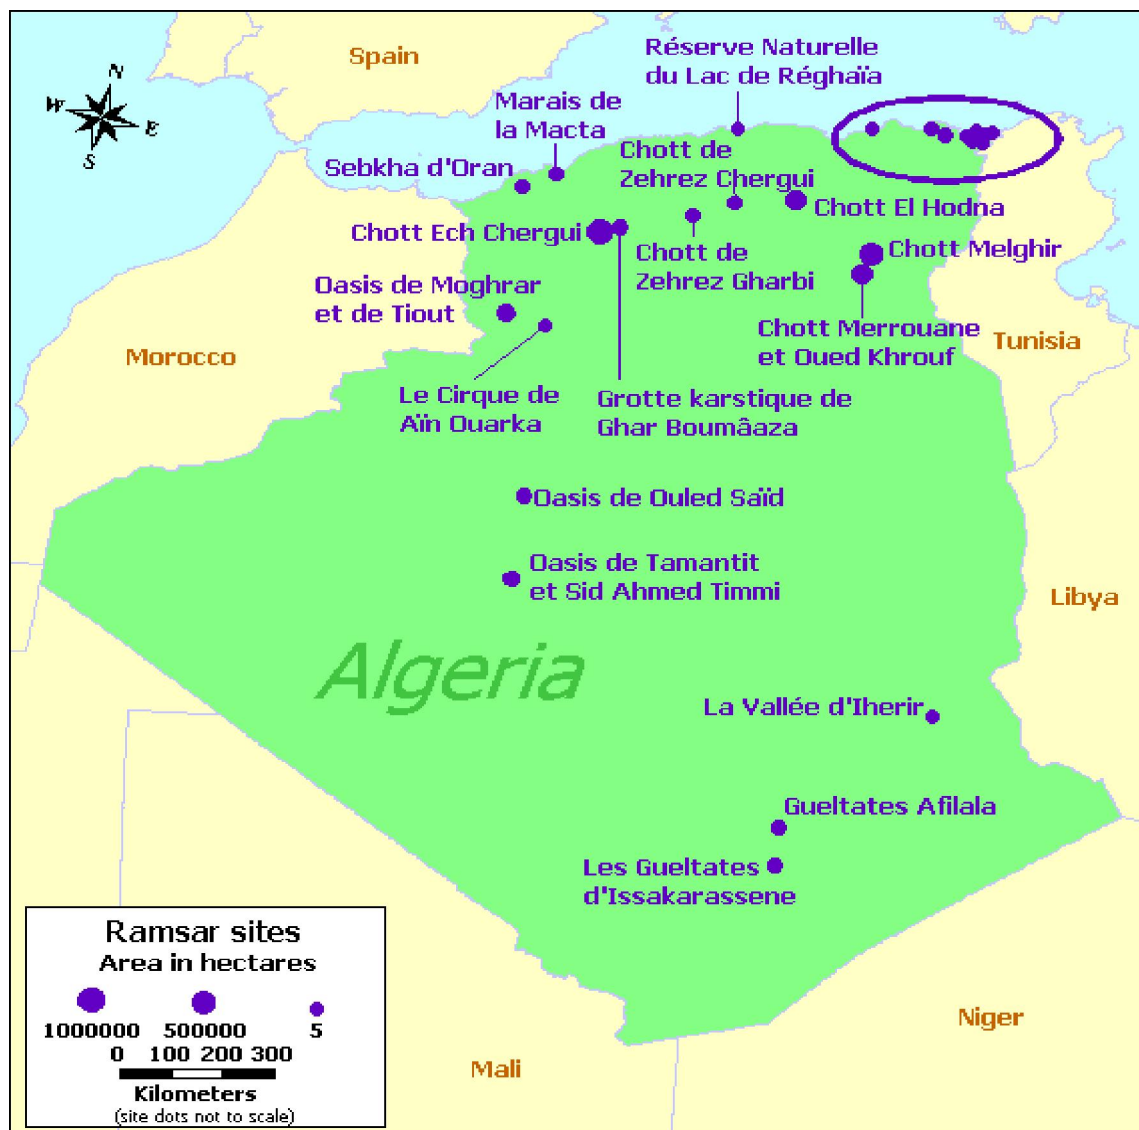 Spain
Réserve Naturelle
du Lac de Réghaïa
N
W
E
S
Marais de
la Macta
Sebkha d'Oran
Chott de
Zehrez Chergui
Chott El Hodna
Chott Ech Chergui
Chott de
Zehrez Gharbi
Chott Melghir
Oasis de Moghrar
et de Tiout
Chott Merrouane
et Oued Khrouf
Tunisia
Morocco
Le Cirque de
Aïn Ouarka
Grotte karstique de
Ghar Boumâaza
Oasis de Ouled Saïd
Oasis de Tamantit
et Sid Ahmed Timmi
Libya
Algeria
La Vallée d'Iherir
Gueltates Afilala
Les Gueltates
d'Issakarassene
Niger
Mali
Ramsar sites
Area in hectares
1000000 500000 5
0 100 200 300
Kilometers
(site dots not to scale)